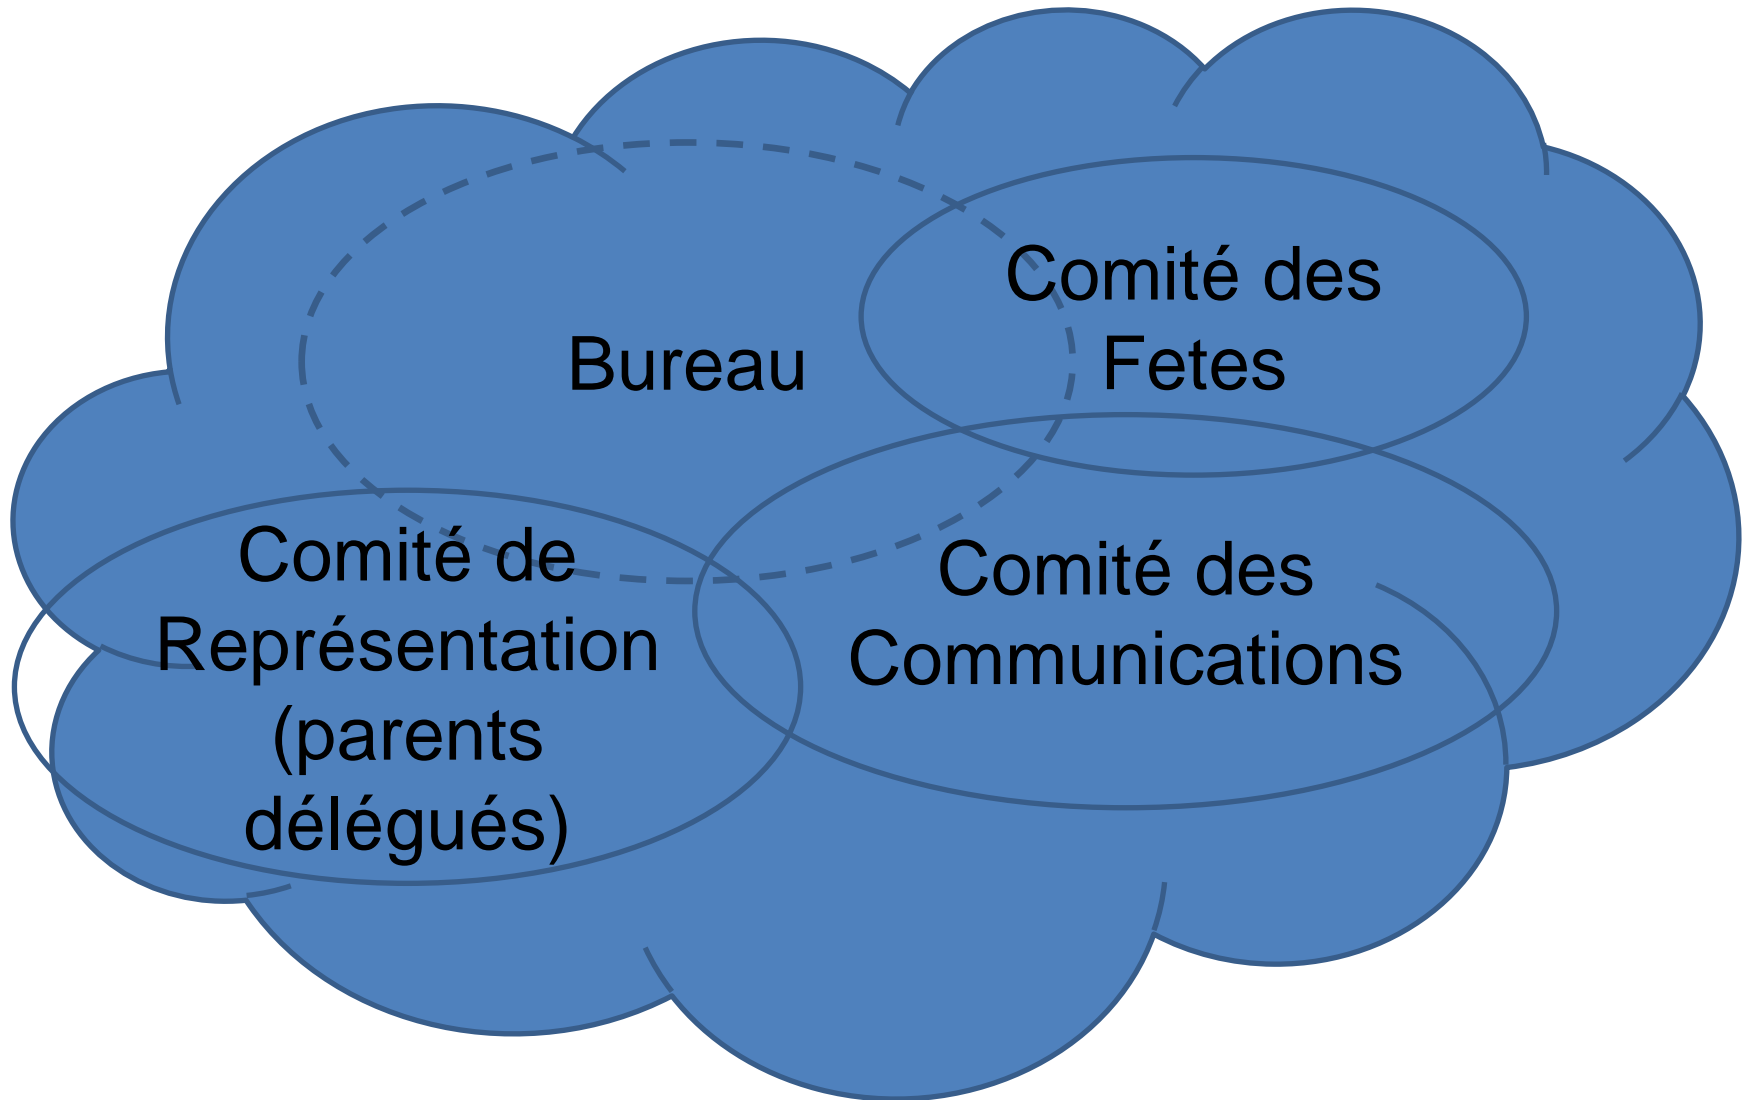 Bureau
Comité des
Fetes
Comité de
Représentation
(parents
délégués)
Comité des
Communications